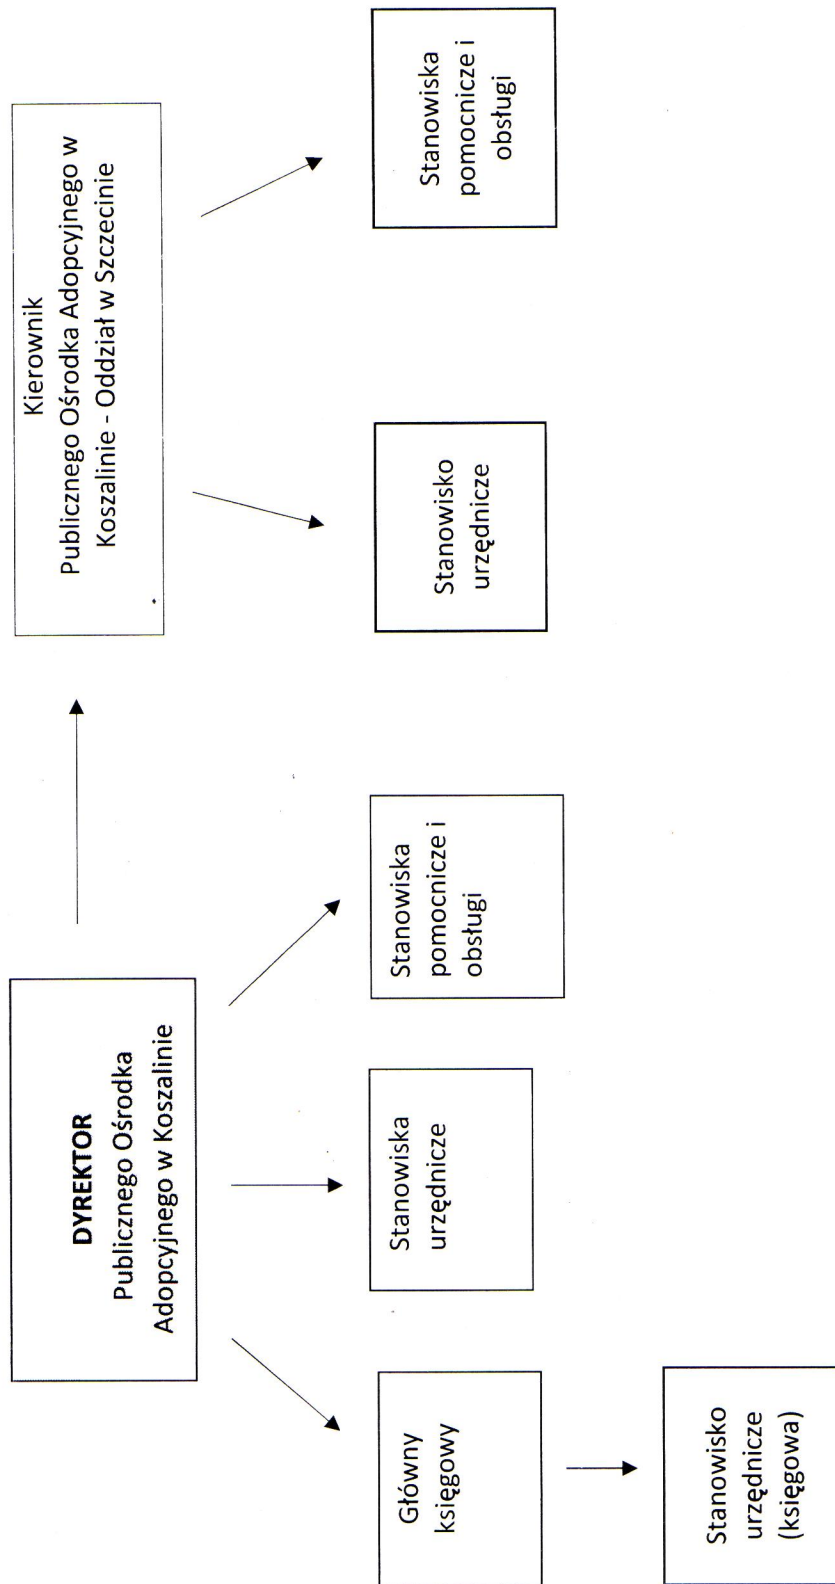 DYREKTOR
Publicznego Ośrodka
Adopcyjnego w Koszalinie
Kierownik
Publicznego Ośrodka Adopcyjnego w
Koszalinie - Oddział w Szczecinie
Główny
księgowy
Stanowiska
urzędnicze
Stanowiska
pomocnicze i
obsługi
Stanowisko
urzędnicze
Stanowiska
pomocnicze i
obsługi
Stanowisko
urzędnicze
(księgowa)